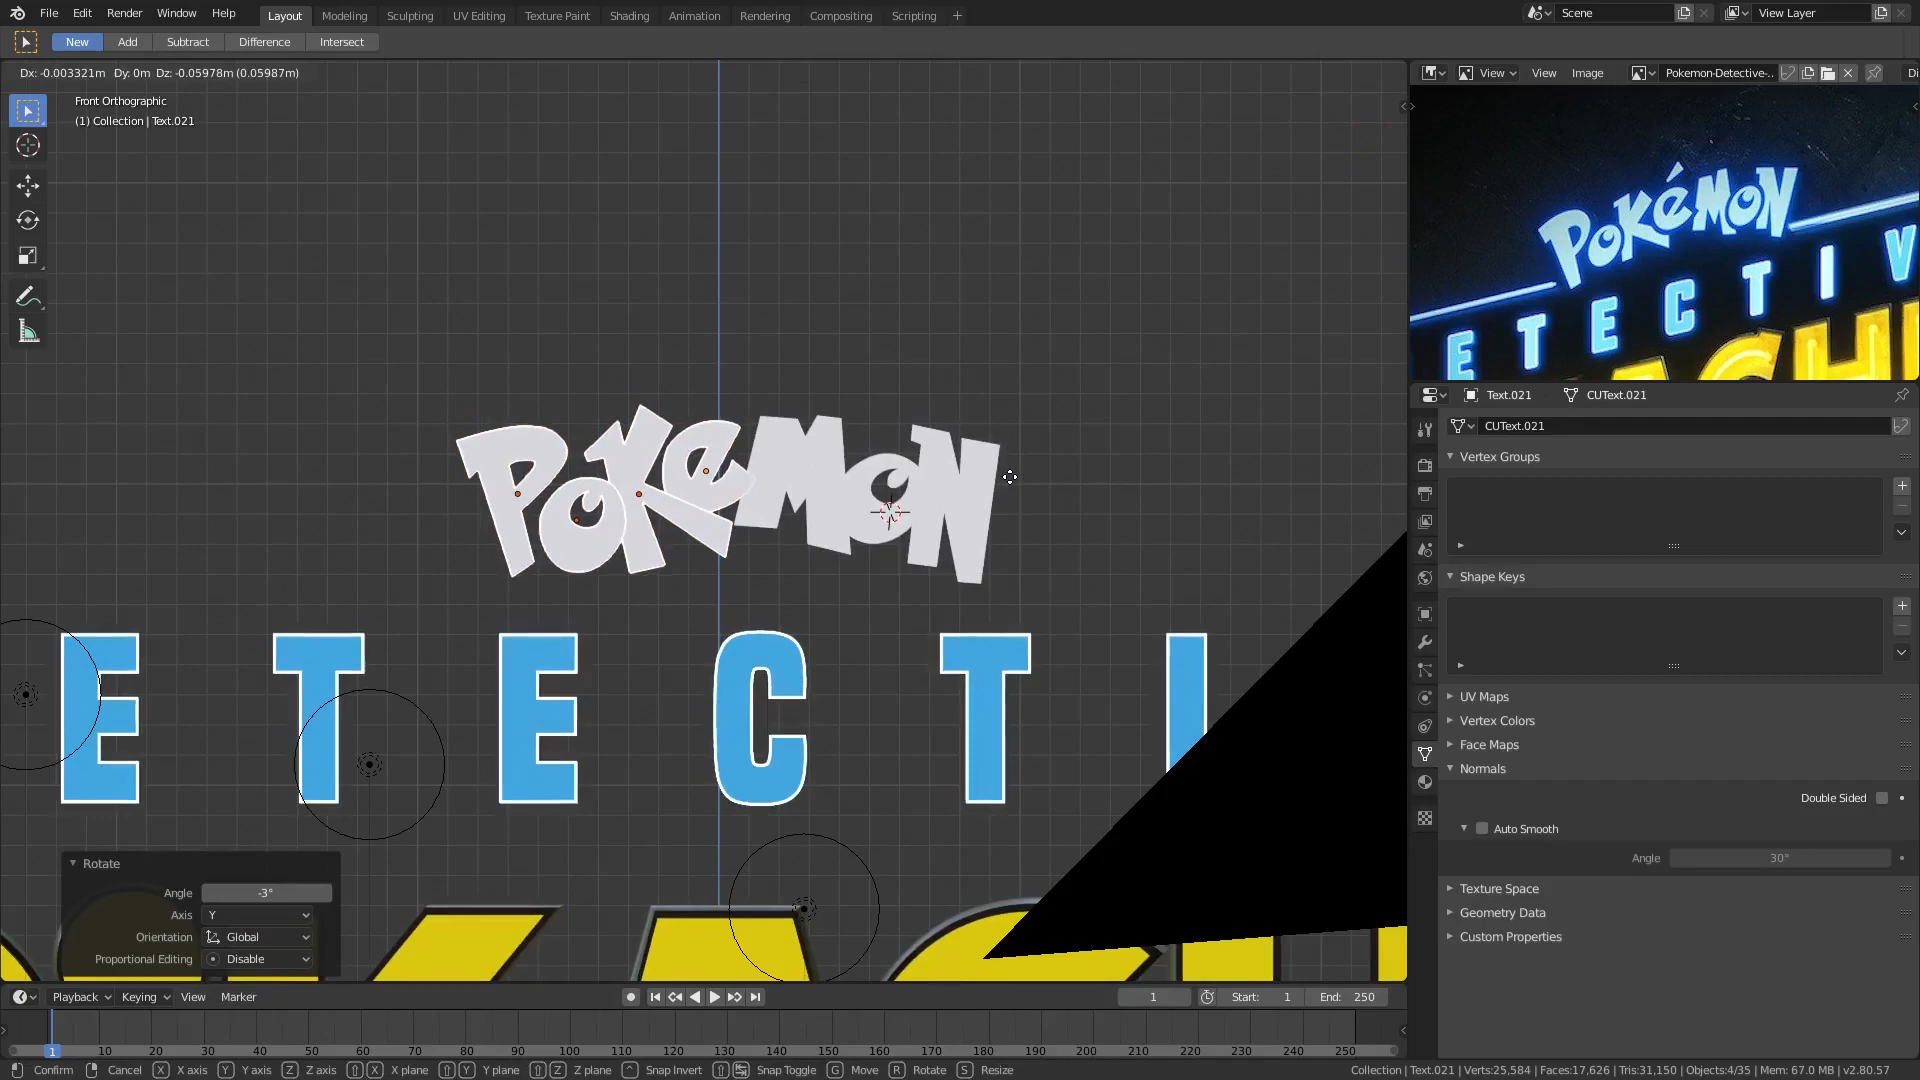 File Edit Render Window Help Layout Modeling Sculpting UV Editing Texture Paint Shading Animation Rendering Compositing Scripting + Scene View Layer
New Add Subtract Difference Intersect
Dx: -0.003321m Dy: 0m Dz: -0.05978m (0.05987m) View View Image Pokemon-Detective-.. Di
Front Orthographic
(1) Collection | Text.021
POKéMON
ETECTIV
ACHU
Text.021 CUText.021
CUText.021
Vertex Groups
POKeMON
Shape Keys
E T E C T I
UV Maps
Vertex Colors
Face Maps
Normals
Double Sided
Auto Smooth
Angle 30°
Rotate
Angle -3°
Axis Y
Orientation Global
Proportional Editing Disable
Texture Space
Geometry Data
Custom Properties
Playback Keying View Marker 1 Start: 1 End: 250
1 10 20 30 40 50 60 70 80 90 100 110 120 130 140 150 160 170 180 190 200 210 220 230 240 250
Confirm Cancel X X axis Y Y axis Z Z axis X X plane Y Y plane Z Z plane ^ Snap Invert Snap Toggle G Move R Rotate S Resize Collection | Text.021 | Verts:25,584 | Faces:17,626 | Tris:31,150 | Objects:4/35 | Mem: 67.0 MB | v2.80.57